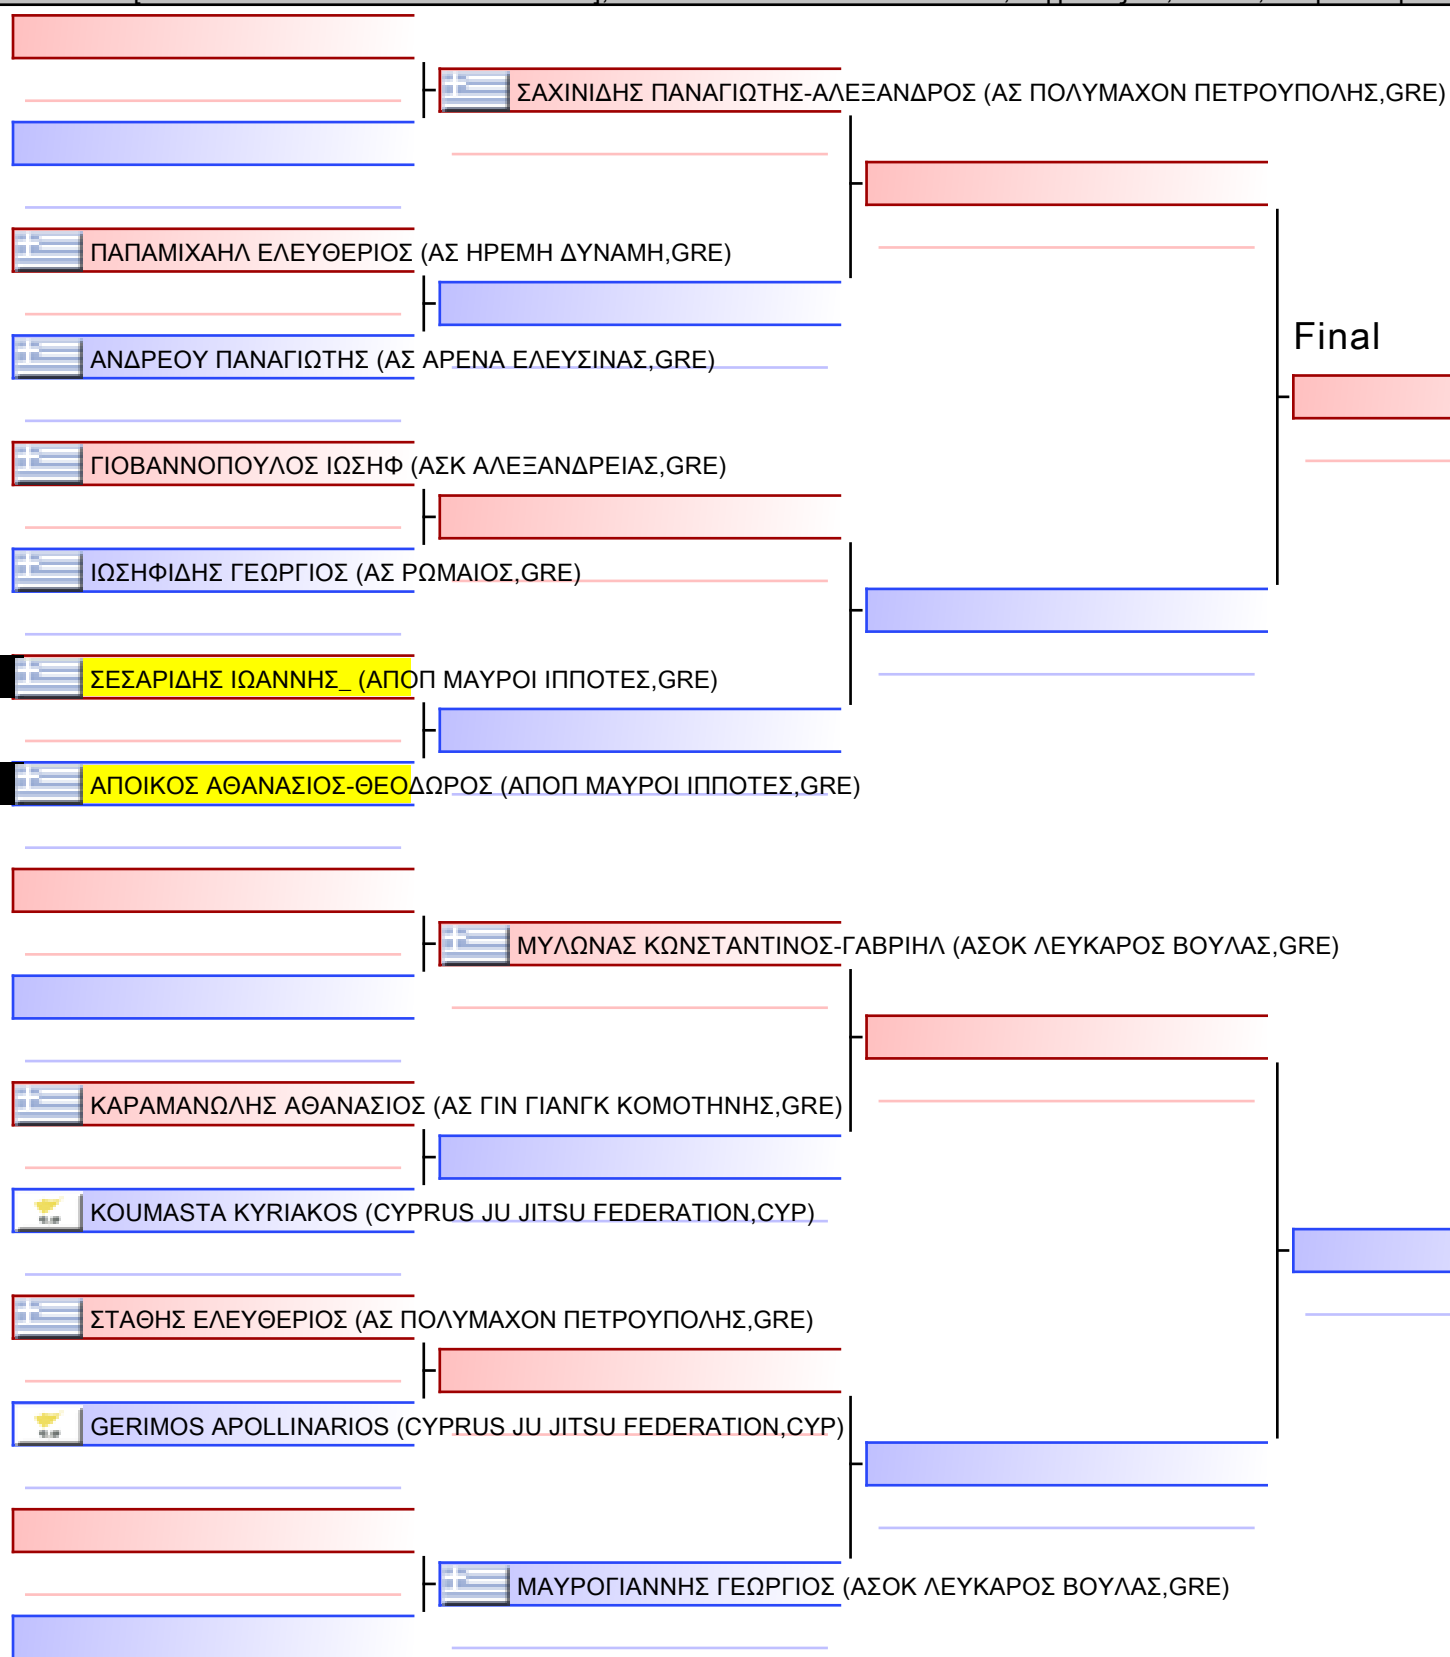 ΣΑΧΙΝΙΔΗΣ ΠΑΝΑΓΙΩΤΗΣ-ΑΛΕΞΑΝΔΡΟΣ (ΑΣ ΠΟΛΥΜΑΧΟΝ ΠΕΤΡΟΥΠΟΛΗΣ,GRE)
ΠΑΠΑΜΙΧΑΗΛ ΕΛΕΥΘΕΡΙΟΣ (ΑΣ ΗΡΕΜΗ ΔΥΝΑΜΗ,GRE)
Final
ΑΝΔΡΕΟΥ ΠΑΝΑΓΙΩΤΗΣ (ΑΣ ΑΡΕΝΑ ΕΛΕΥΣΙΝΑΣ,GRE)
ΓΙΟΒΑΝΝΟΠΟΥΛΟΣ ΙΩΣΗΦ (ΑΣΚ ΑΛΕΞΑΝΔΡΕΙΑΣ,GRE)
ΙΩΣΗΦΙΔΗΣ ΓΕΩΡΓΙΟΣ (ΑΣ ΡΩΜΑΙΟΣ,GRE)
ΣΕΣΑΡΙΔΗΣ ΙΩΑΝΝΗΣ_ (ΑΠΟΠ ΜΑΥΡΟΙ ΙΠΠΟΤΕΣ,GRE)
ΑΠΟΙΚΟΣ ΑΘΑΝΑΣΙΟΣ-ΘΕΟΔΩΡΟΣ (ΑΠΟΠ ΜΑΥΡΟΙ ΙΠΠΟΤΕΣ,GRE)
ΜΥΛΩΝΑΣ ΚΩΝΣΤΑΝΤΙΝΟΣ-ΓΑΒΡΙΗΛ (ΑΣΟΚ ΛΕΥΚΑΡΟΣ ΒΟΥΛΑΣ,GRE)
ΚΑΡΑΜΑΝΩΛΗΣ ΑΘΑΝΑΣΙΟΣ (ΑΣ ΓΙΝ ΓΙΑΝΓΚ ΚΟΜΟΤΗΝΗΣ,GRE)
KOUMASTA KYRIAKOS (CYPRUS JU JITSU FEDERATION,CYP)
ΣΤΑΘΗΣ ΕΛΕΥΘΕΡΙΟΣ (ΑΣ ΠΟΛΥΜΑΧΟΝ ΠΕΤΡΟΥΠΟΛΗΣ,GRE)
GERIMOS APOLLINARIOS (CYPRUS JU JITSU FEDERATION,CYP)
ΜΑΥΡΟΓΙΑΝΝΗΣ ΓΕΩΡΓΙΟΣ (ΑΣΟΚ ΛΕΥΚΑΡΟΣ ΒΟΥΛΑΣ,GRE)